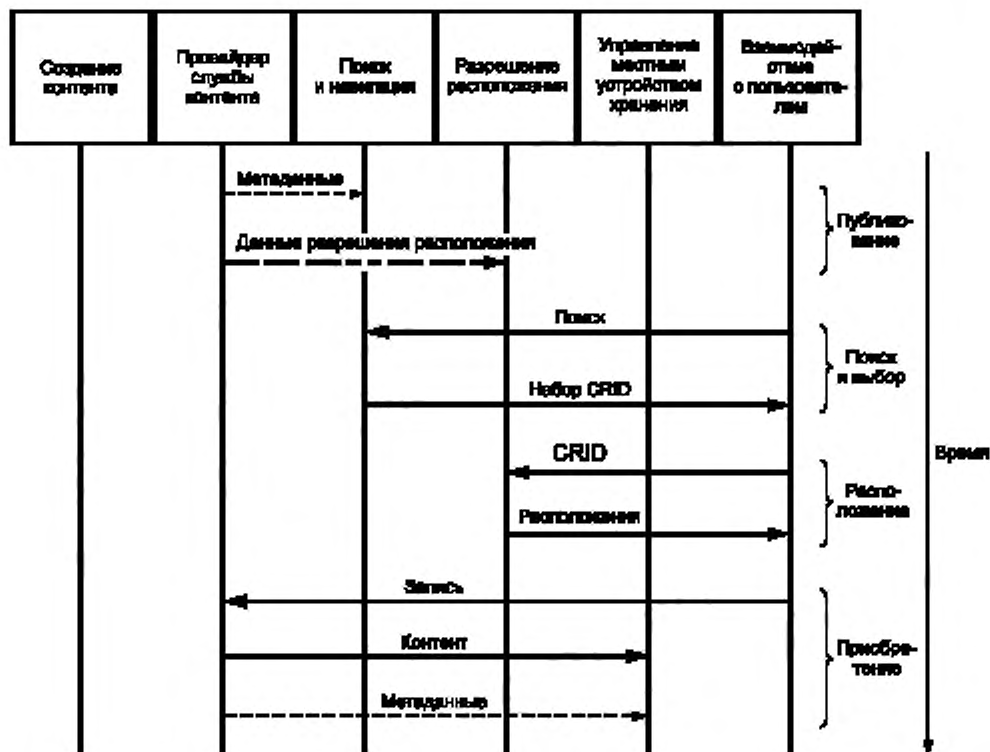 Создание
контента
Провайдер
службы
контента
Поиск
и навигация
Разрешение
расположения
Управление
местным
устройством
хранения
Взаимодей-
ствие
с пользовате-
лем
Метаданные
Данные разрешения расположения
Публико-
вание
Поиск
Поиск
и выбор
Набор CRID
CRID
Время
Распо-
ложение
Расположения
Запись
Контент
Приобре-
тение
Метаданные